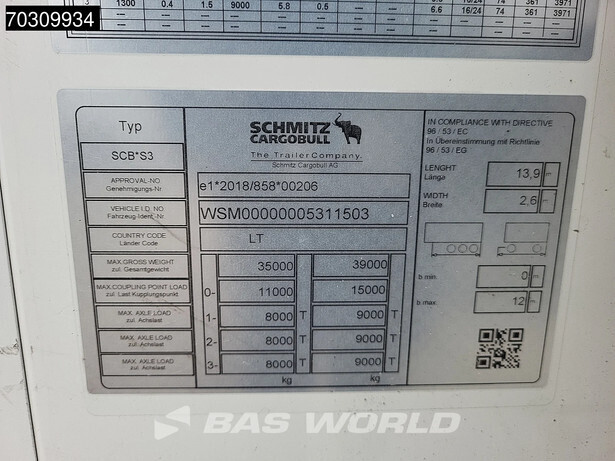 70309934
3 1300 0.4 1.5 9000 5.8 0.5 6.6 16/24 74 361 3971
6.6 16/24 74 361 3971
Typ
SCB*S3
SCHMITZ
CARGOBULL
The Trailer Company.
Schmitz Cargobull AG
IN COMPLIANCE WITH DIRECTIVE
96 / 53 / EC
In Übereinstimmung mit Richtlinie
96 / 53 / EG
APPROVAL-NO
Genehmigungs-Nr
e1*2018/858*00206
LENGHT
Länge
13,9 m
VEHICLE I.D. NO.
Fahrzeug-Ident.-Nr.
WSM00000005311503
WIDTH
Breite
2,6 m
COUNTRY CODE
Länder Code
LT
MAX.GROSS WEIGHT
zul. Gesamtgewicht
35000 39000
MAX.COUPLING POINT LOAD
zul. Last Kupplungspunkt
0- 11000 15000
MAX. AXLE LOAD
zul. Achslast
1- 8000 T 9000 T
MAX. AXLE LOAD
zul. Achslast
2- 8000 T 9000 T
MAX. AXLE LOAD
zul. Achslast
3- 8000 T 9000 T
kg kg
b min. 0 m
b max. 12 m
BAS WORLD